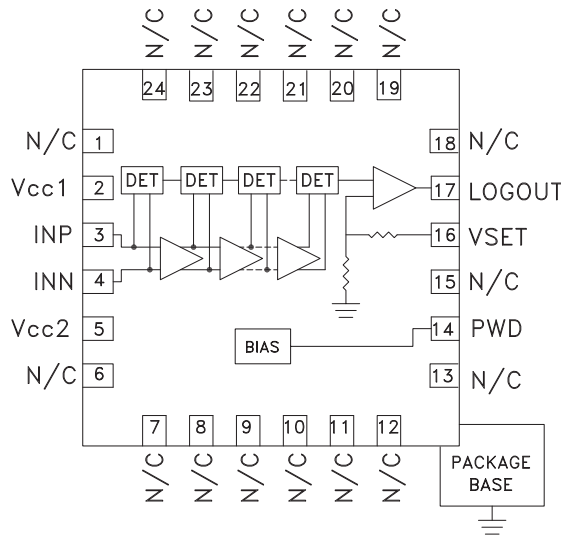 N/C N/C N/C N/C N/C N/C
24 23 22 21 20 19
N/C 1
18 N/C
DET DET DET DET
Vcc1 2
17 LOGOUT
INP 3
16 VSET
INN 4
15 N/C
Vcc2 5
14 PWD
BIAS
N/C 6
13 N/C
7 8 9 10 11 12
N/C N/C N/C N/C N/C N/C
PACKAGE
BASE